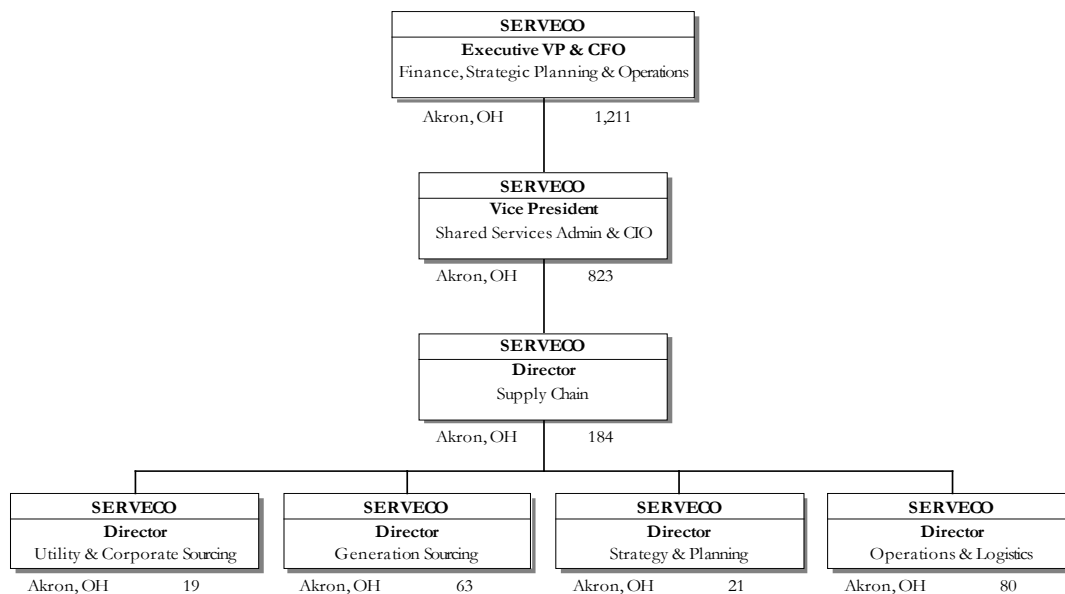 SERVECO
Executive VP & CFO
Finance, Strategic Planning & Operations
Akron, OH 1,211
SERVECO
Vice President
Shared Services Admin & CIO
Akron, OH 823
SERVECO
Director
Supply Chain
Akron, OH 184
SERVECO
Director
Utility & Corporate Sourcing
Akron, OH 19
SERVECO
Director
Generation Sourcing
Akron, OH 63
SERVECO
Director
Strategy & Planning
Akron, OH 21
SERVECO
Director
Operations & Logistics
Akron, OH 80